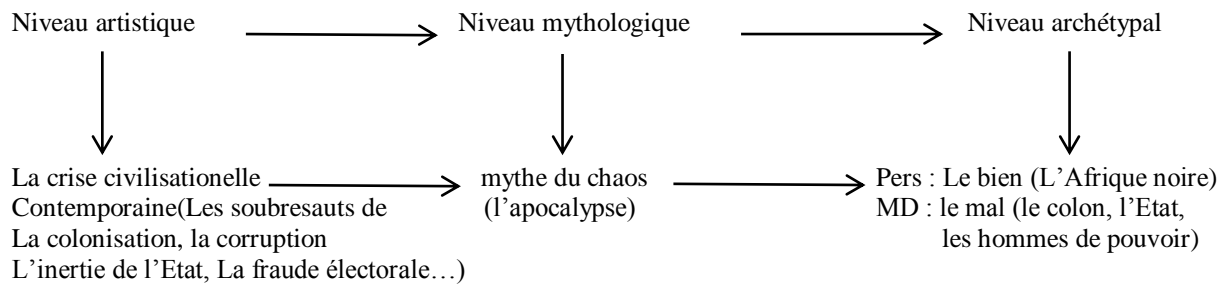 Niveau artistique
Niveau mythologique
Niveau archétypal
La crise civilisationelle
Contemporaine(Les soubresauts de
La colonisation, la corruption
L'inertie de l'Etat, La fraude électorale…)
mythe du chaos
(l'apocalypse)
Pers : Le bien (L'Afrique noire)
MD : le mal (le colon, l'Etat,
les hommes de pouvoir)